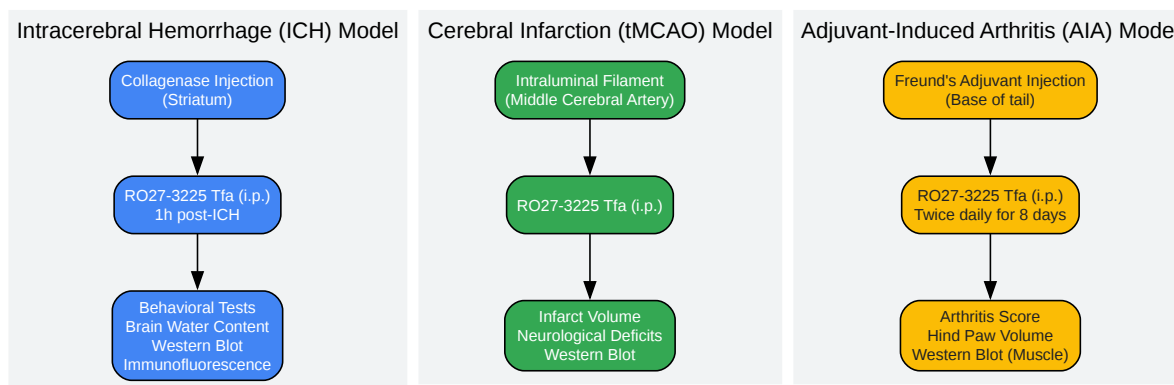 Intracerebral Hemorrhage (ICH) Model
Collagenase Injection
(Striatum)
RO27-3225 Tfa (i.p.)
1h post-ICH
Behavioral Tests
Brain Water Content
Western Blot
Immunofluorescence
Cerebral Infarction (tMCAO) Model
Intraluminal Filament
(Middle Cerebral Artery)
RO27-3225 Tfa (i.p.)
Infarct Volume
Neurological Deficits
Western Blot
Adjuvant-Induced Arthritis (AIA) Mode
Freund's Adjuvant Injection
(Base of tail)
RO27-3225 Tfa (i.p.)
Twice daily for 8 days
Arthritis Score
Hind Paw Volume
Western Blot (Muscle)